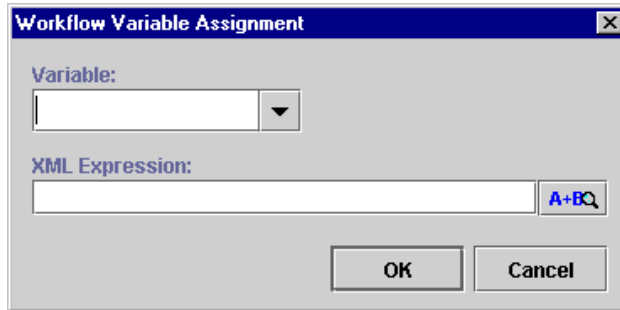 Workflow Variable Assignment
Variable:
XML Expression:
A+B
OK Cancel